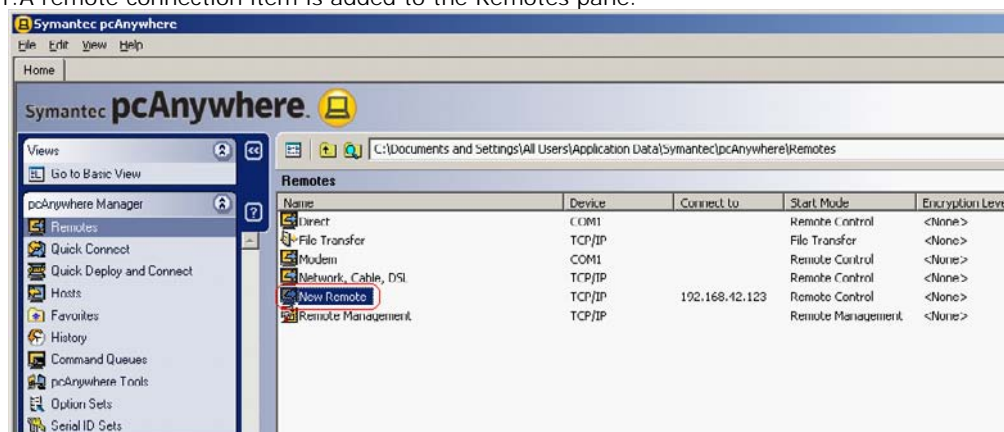 1.A remote connection item is added to the Remotes pane.
Symantec pcAnywhere
File Edit View Help
Home
Symantec pcAnywhere.
Views
Go to Basic View
C:\Documents and Settings\All Users\Application Data\Symantec\pcAnywhere\Remotes
Remotes
pcAnywhere Manager
Remotes
Quick Connect
Quick Deploy and Connect
Hosts
Favorites
History
Command Queues
pcAnywhere Tools
Option Sets
Serial ID Sets
Name Device Connect to Start Mode Encryption Leve
Direct COM1 Remote Control <None>
File Transfer TCP/IP File Transfer <None>
Modem COM1 Remote Control <None>
Network, Cable, DSL TCP/IP Remote Control <None>
New Remote TCP/IP 192.168.42.123 Remote Control <None>
Remote Management TCP/IP Remote Management <None>